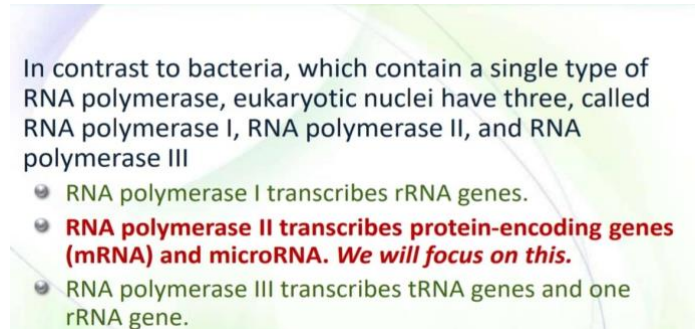 In contrast to bacteria, which contain a single type of
RNA polymerase, eukaryotic nuclei have three, called
RNA polymerase I, RNA polymerase II, and RNA
polymerase III
RNA polymerase I transcribes rRNA genes.
RNA polymerase II transcribes protein-encoding genes
(mRNA) and microRNA. We will focus on this.
RNA polymerase III transcribes tRNA genes and one
rRNA gene.